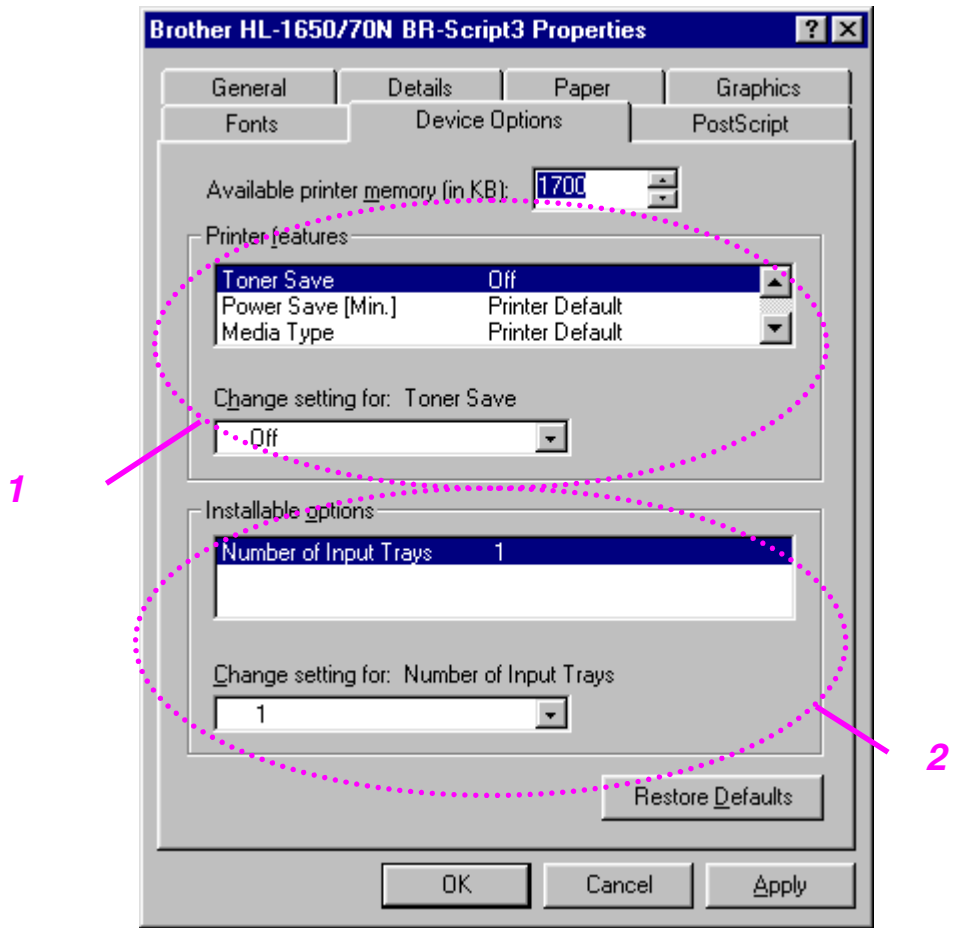 Brother HL-1650/70N BR-Script3 Properties
General Details Paper Graphics
Fonts Device Options PostScript
Available printer memory (in KB): 1700
Printer features
Toner Save Off
Power Save [Min.] Printer Default
Media Type Printer Default
Change setting for: Toner Save
Off
1
Installable options
Number of Input Trays 1
Change setting for: Number of Input Trays
1
2
Restore Defaults
OK Cancel Apply